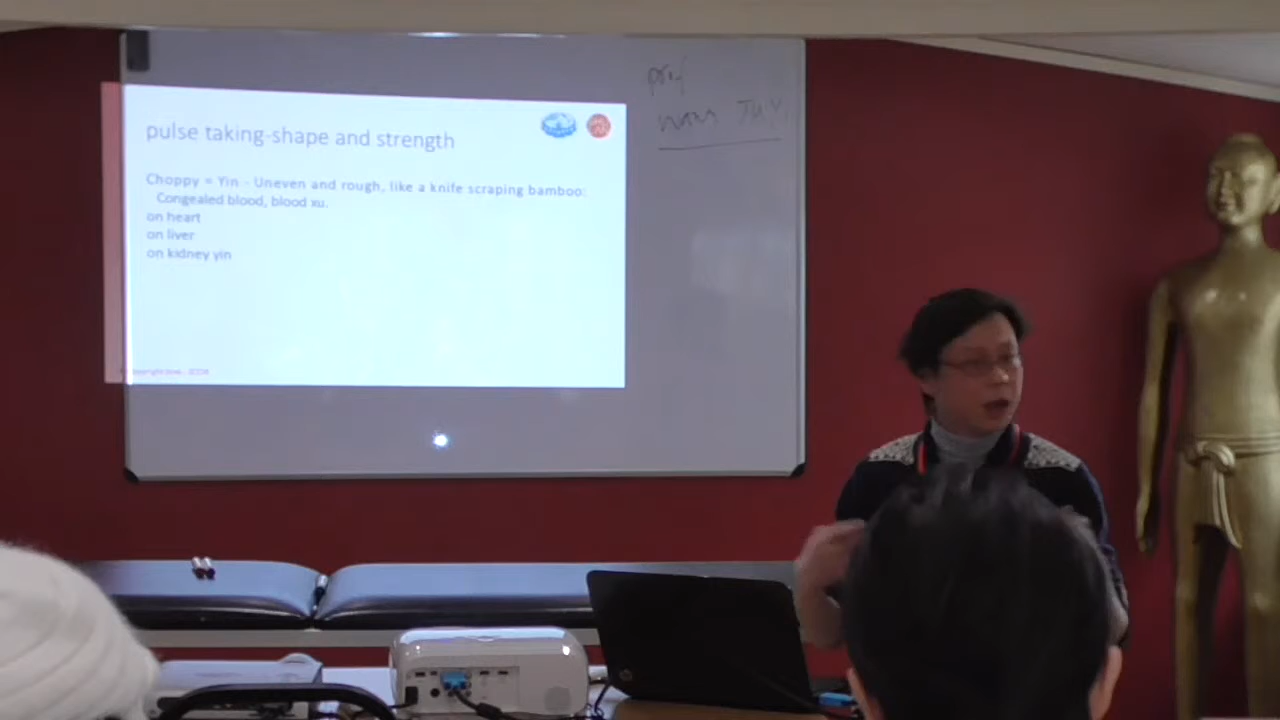 pulse taking-shape and strength
Choppy = Yin - Uneven and rough, like a knife scraping bamboo:
Congealed blood, blood xu.
on heart
on liver
on kidney yin
prof